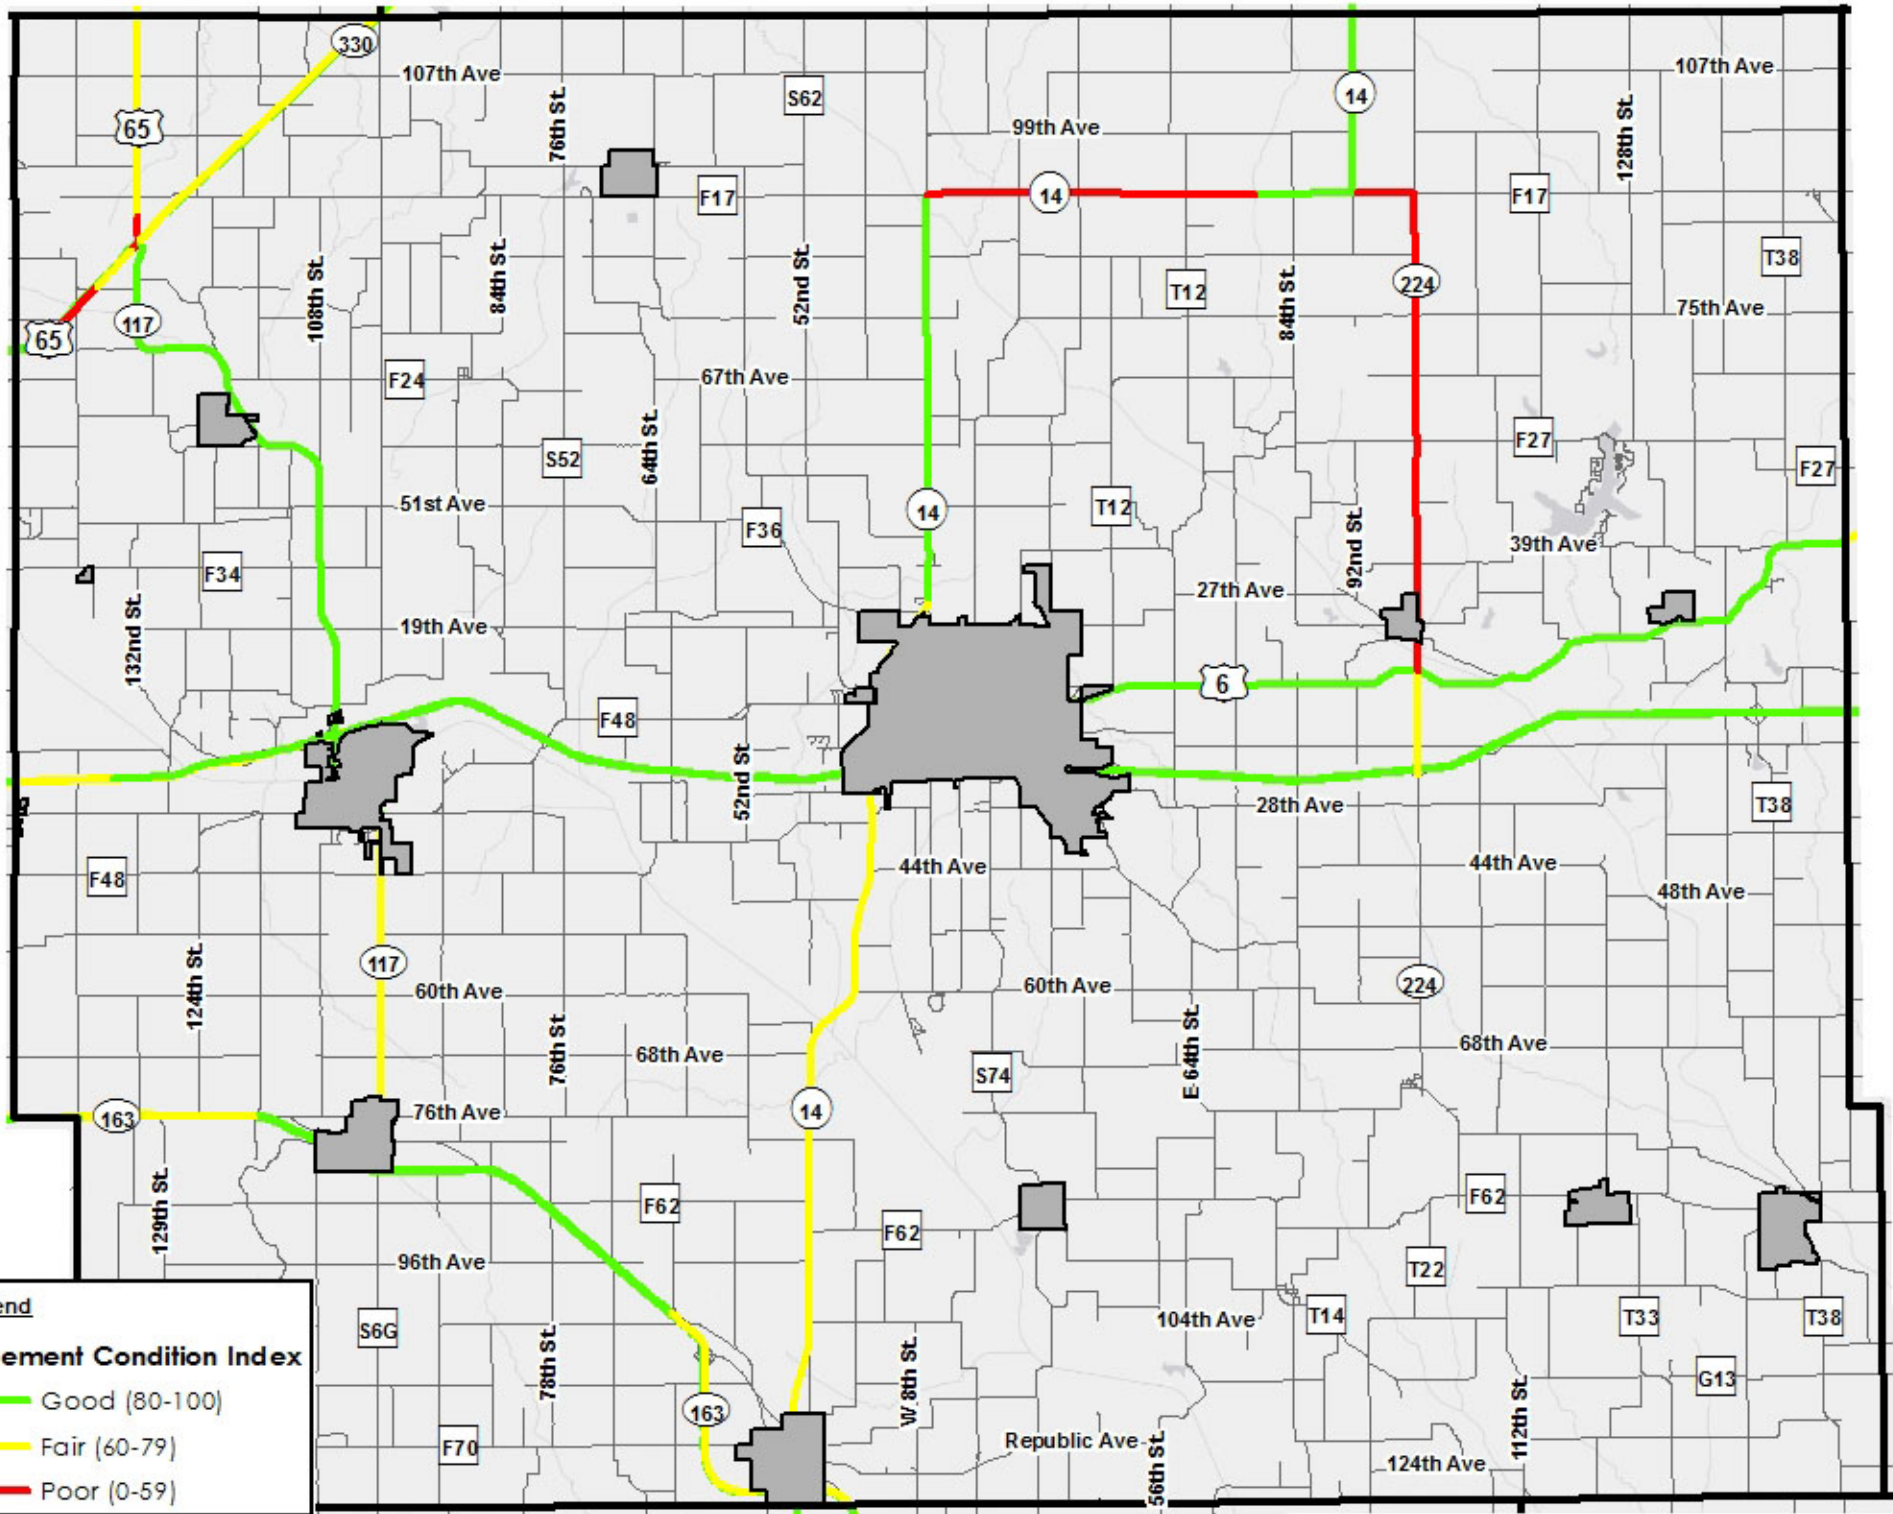 330
107th Ave
107th Ave
S62
14
65
76th St.
99th Ave
128th St.
F17
14
F17
T38
84th St.
108th St.
52nd St.
T12
84th St.
224
75th Ave
117
65
F24
67th Ave
64th St.
S52
F27
F27
51st Ave
14
T12
F36
92nd St.
39th Ave
F34
27th Ave
132nd St.
19th Ave
6
F48
52nd St.
28th Ave
T38
F48
44th Ave
44th Ave
48th Ave
117
124th St.
60th Ave
60th Ave
224
76th St.
68th Ave
E 64th St.
68th Ave
S74
163
76th Ave
14
129th St.
F62
F62
F62
96th Ave
T22
S6G
78th St.
W 8th St.
104th Ave
T14
T33
T38
G13
163
112th St.
F70
Republic Ave
56th St.
124th Ave
end
ement Condition Index
Good (80-100)
Fair (60-79)
Poor (0-59)